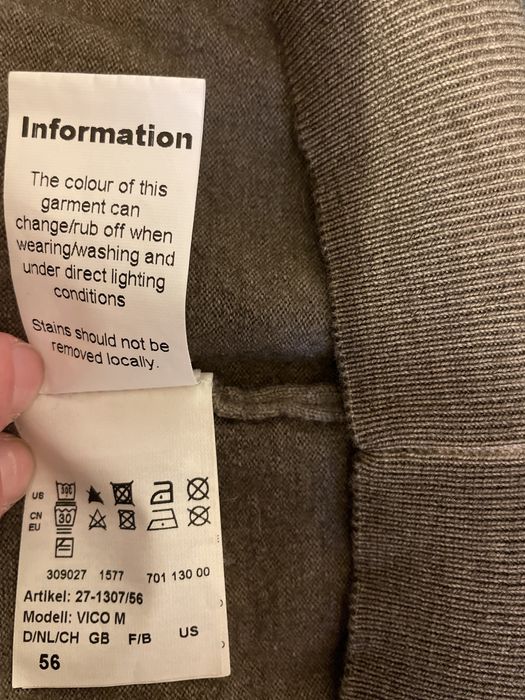 Information
The colour of this
garment can
change/rub off when
wearing/washing and
under direct lighting
conditions
Stains should not be
removed locally.
US
CN 30
EU
309027 1577 701 130 00
Artikel: 27-1307/56
Modell: VICO M
D/NL/CH GB F/B US
56